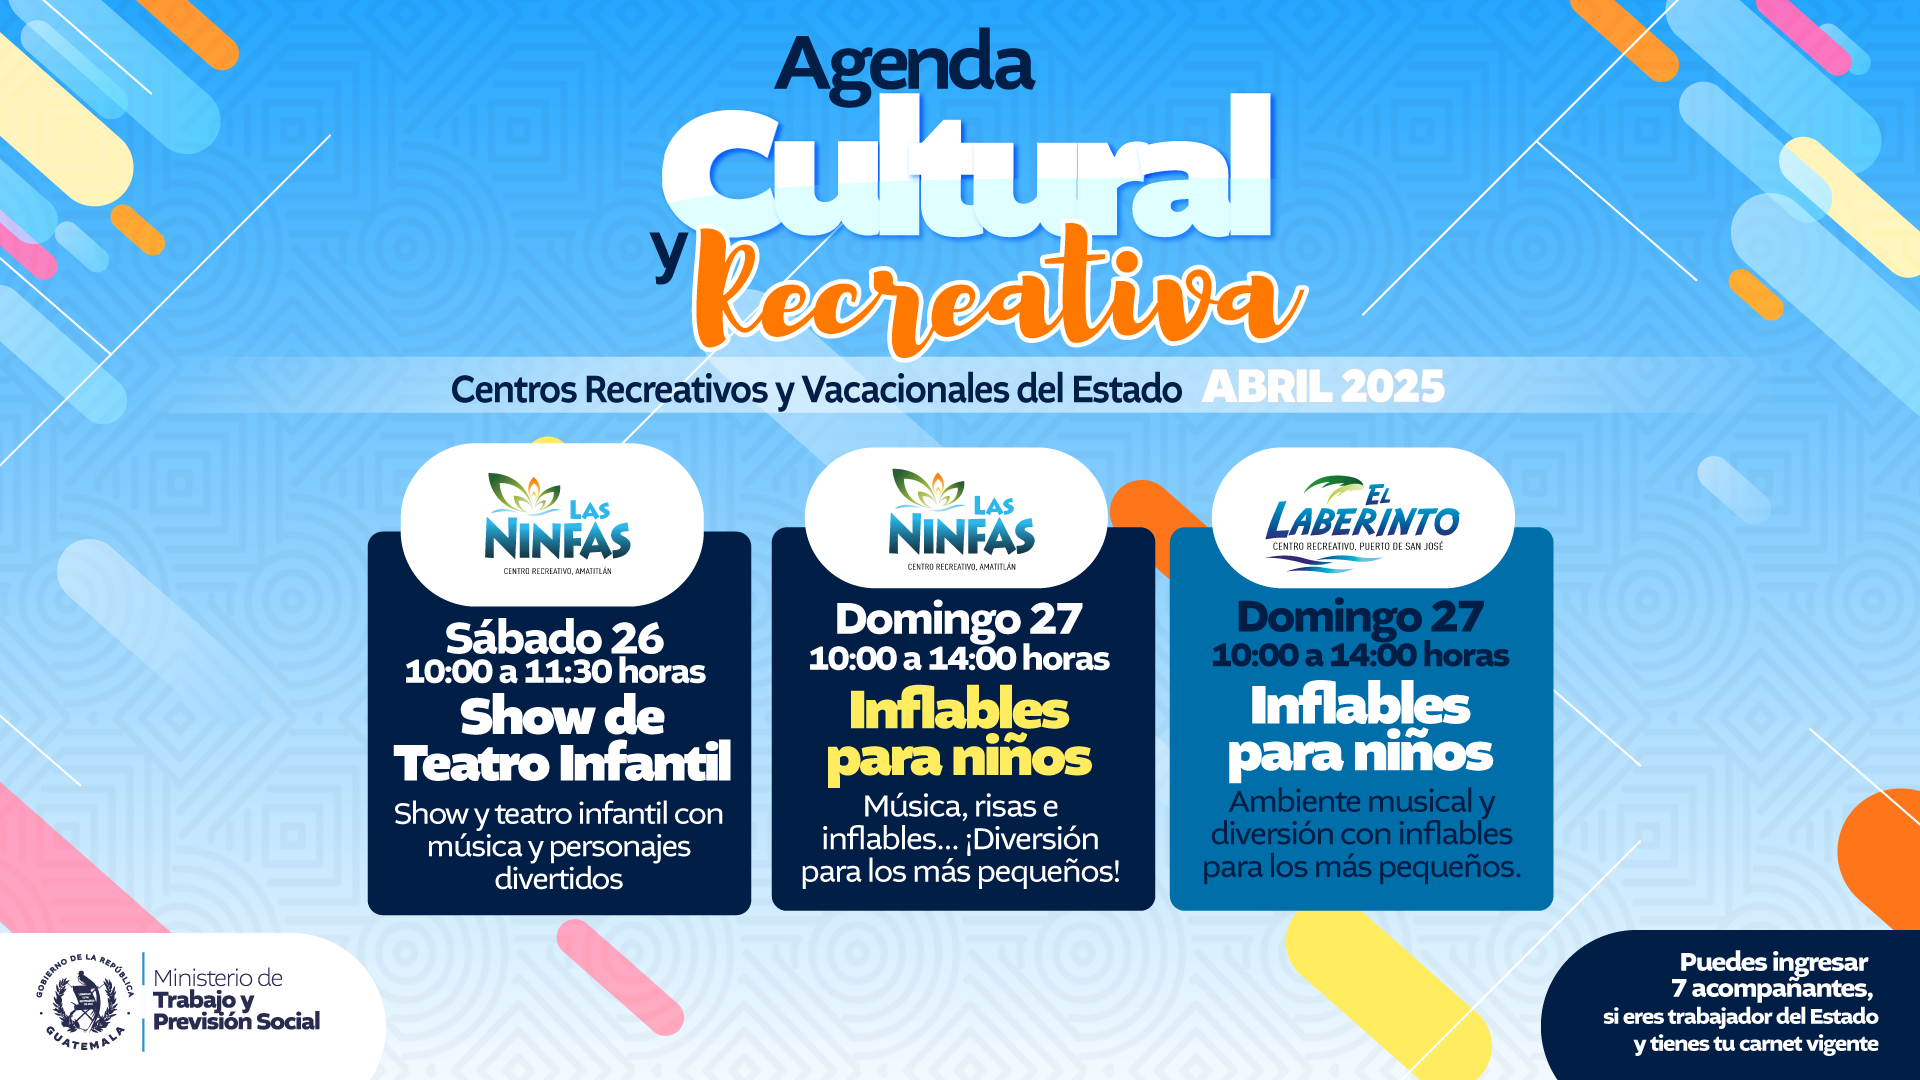 Agenda
Cultural
y Recreativa
Centros Recreativos y Vacacionales del Estado ABRIL 2025
LAS
NINFAS
CENTRO RECREATIVO, AMATITLÁN
Sábado 26
10:00 a 11:30 horas
Show de
Teatro Infantil
Show y teatro infantil con
música y personajes
divertidos
LAS
NINFAS
CENTRO RECREATIVO, AMATITLÁN
Domingo 27
10:00 a 14:00 horas
Inflables
para niños
Música, risas e
inflables... ¡Diversión
para los más pequeños!
EL
LABERINTO
CENTRO RECREATIVO, PUERTO DE SAN JOSÉ
Domingo 27
10:00 a 14:00 horas
Inflables
para niños
Ambiente musical y
diversión con inflables
para los más pequeños.
GOBIERNO DE LA REPÚBLICA
GUATEMALA
Ministerio de
Trabajo y
Previsión Social
Puedes ingresar
7 acompañantes,
si eres trabajador del Estado
y tienes tu carnet vigente